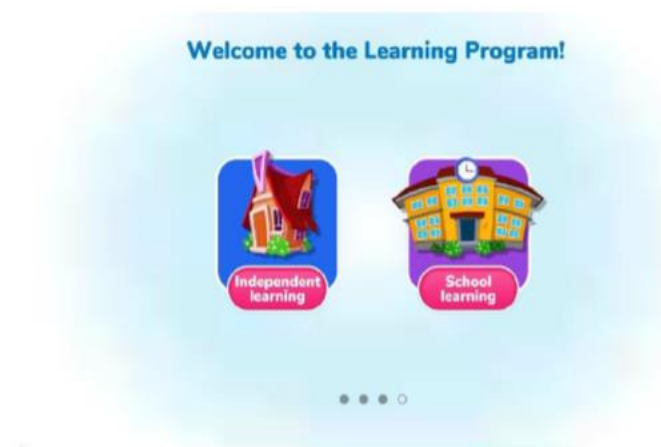 Welcome to the Learning Program!
Independent
learning
School
learning